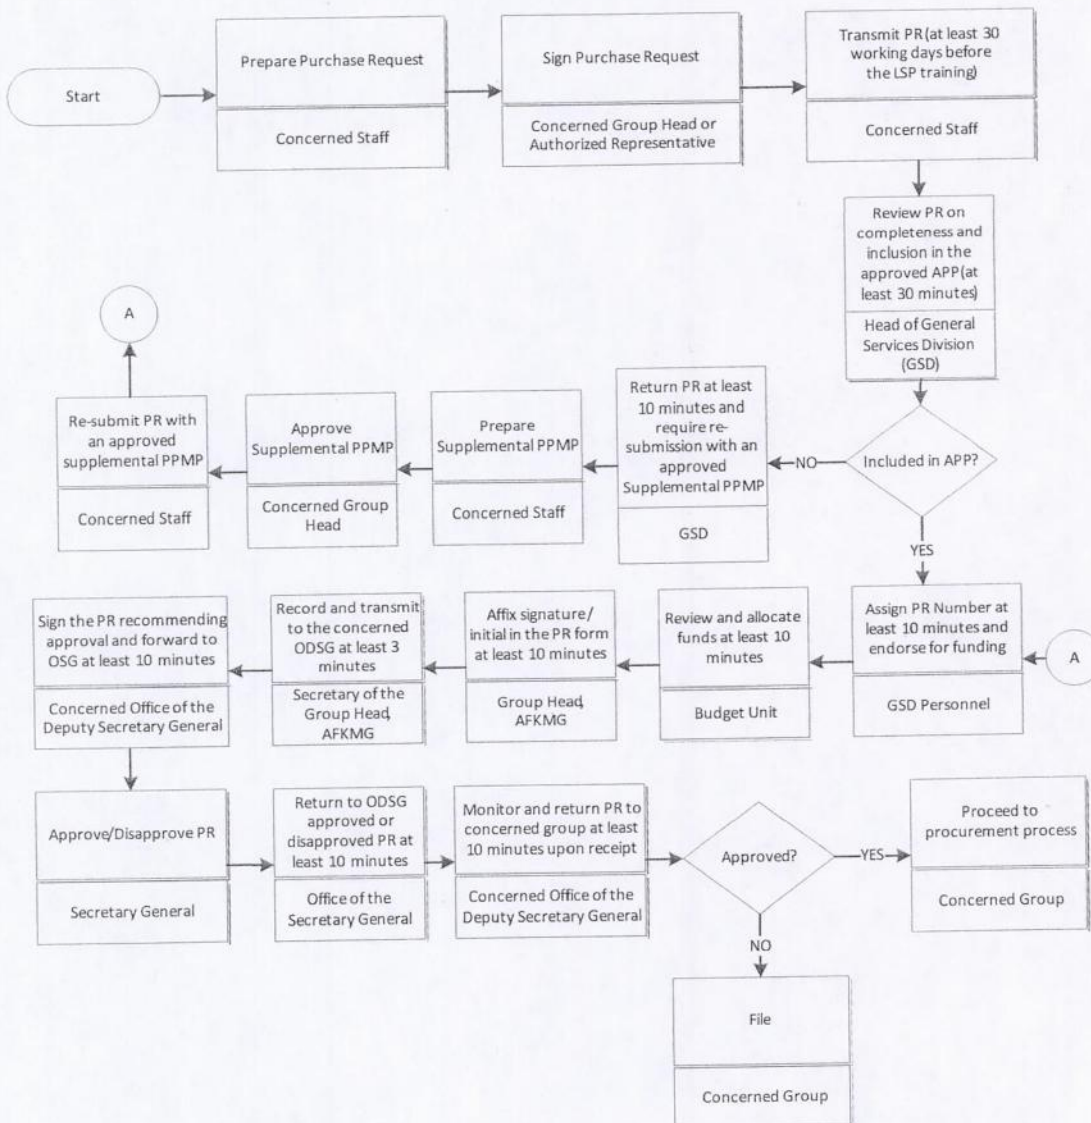 Start
Prepare Purchase Request
Concerned Staff
Sign Purchase Request
Concerned Group Head or
Authorized Representative
Transmit PR(at least 30
working days before
the LSP training)
Concerned Staff
Review PR on
completeness and
inclusion in the
approved APP(at
least 30 minutes)
Head of General
Services Division
(GSD)
Included in APP?
NO
Return PR at least
10 minutes and
require re-
submission with an
approved
Supplemental PPMP
GSD
Prepare
Supplemental PPMP
Concerned Staff
Approve
Supplemental PPMP
Concerned Group
Head
Re-submit PR with
an approved
supplemental PPMP
Concerned Staff
A
YES
A
Assign PR Number at
least 10 minutes and
endorse for funding
GSD Personnel
Review and allocate
funds at least 10
minutes
Budget Unit
Affix signature/
initial in the PR form
at least 10 minutes
Group Head,
AFKMG
Record and transmit
to the concerned
ODSG at least 3
minutes
Secretary of the
Group Head,
AFKMG
Sign the PR recommending
approval and forward to
OSG at least 10 minutes
Concerned Office of the
Deputy Secretary General
Approve/Disapprove PR
Secretary General
Return to ODSG
approved or
disapproved PR at
least 10 minutes
Office of the
Secretary General
Monitor and return PR to
concerned group at least
10 minutes upon receipt
Concerned Office of the
Deputy Secretary General
Approved?
YES
Proceed to
procurement process
Concerned Group
NO
File
Concerned Group